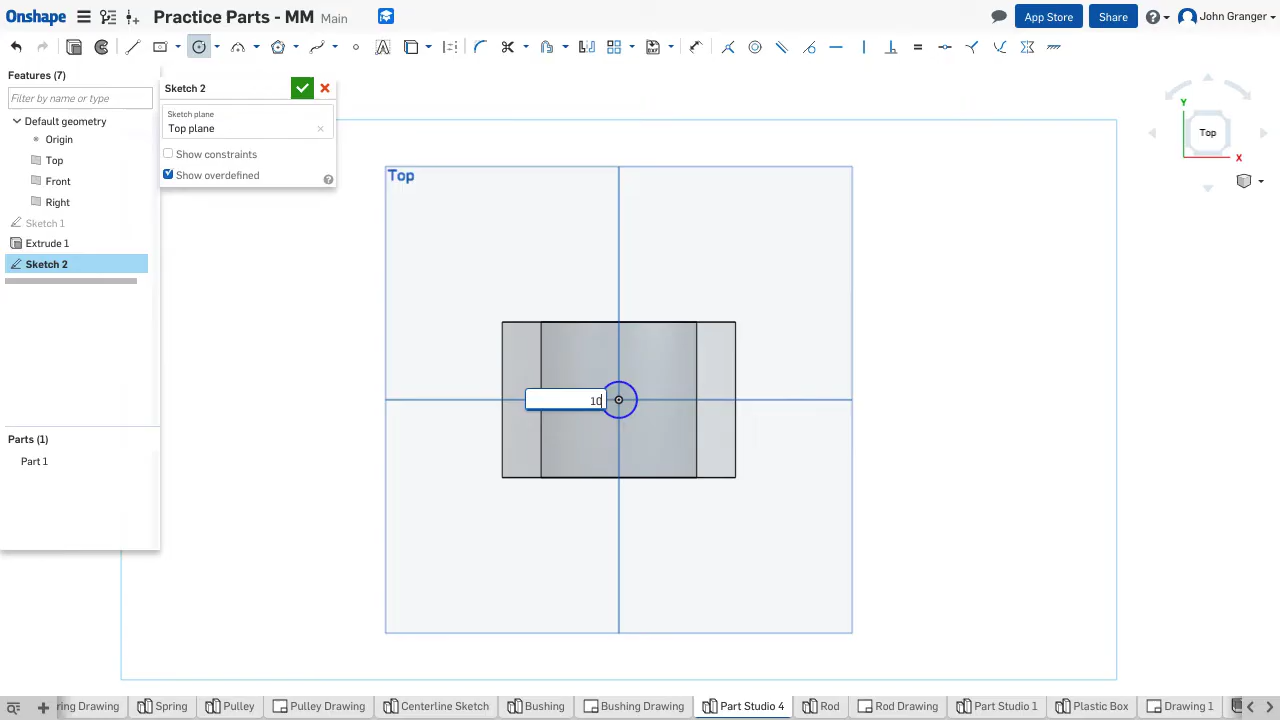 Onshape
Practice Parts - MM
Main
App Store
Share
John Granger
Features (7)
Filter by name or type
Default geometry
Origin
Top
Front
Right
Sketch 1
Extrude 1
Sketch 2
Parts (1)
Part 1
Sketch 2
Sketch plane
Top plane
Show constraints
Show overdefined
Top
10
Y
Top
X
ring Drawing
Spring
Pulley
Pulley Drawing
Centerline Sketch
Bushing
Bushing Drawing
Part Studio 4
Rod
Rod Drawing
Part Studio 1
Plastic Box
Drawing 1